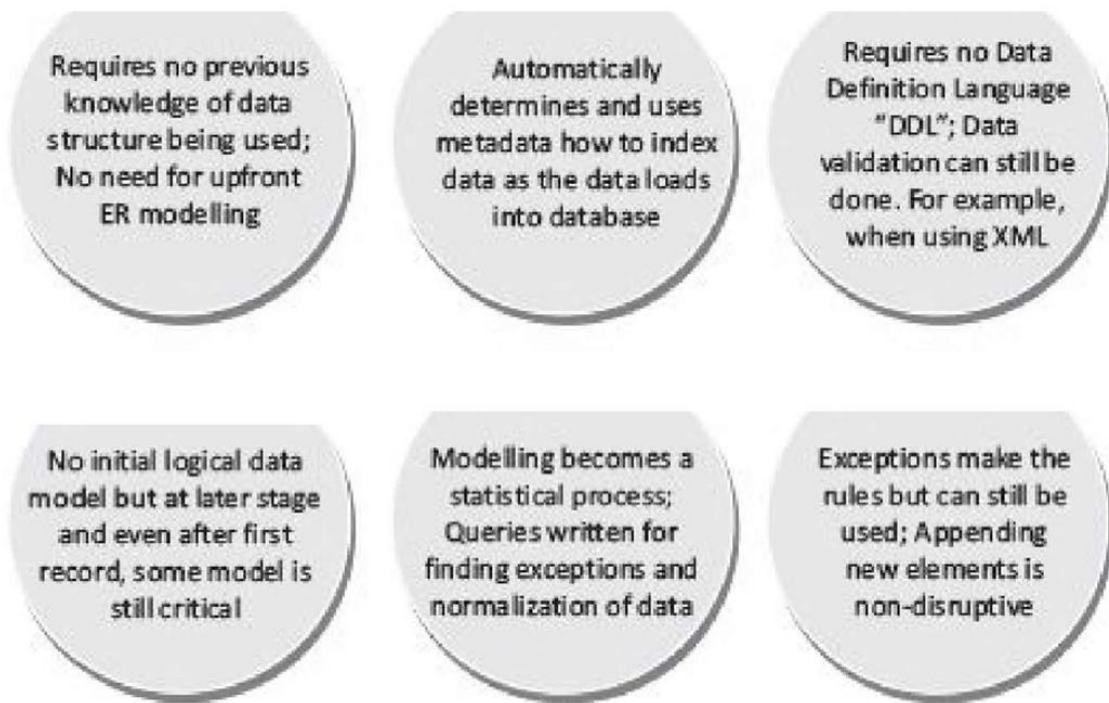 Requires no previous
knowledge of data
structure being used;
No need for upfront
ER modelling
Automatically
determines and uses
metadata how to index
data as the data loads
into database
Requires no Data
Definition Language
“DDL”; Data
validation can still be
done. For example,
when using XML
No initial logical data
model but at later stage
and even after first
record, some model is
still critical
Modelling becomes a
statistical process;
Queries written for
finding exceptions and
normalization of data
Exceptions make the
rules but can still be
used; Appending
new elements is
non-disruptive